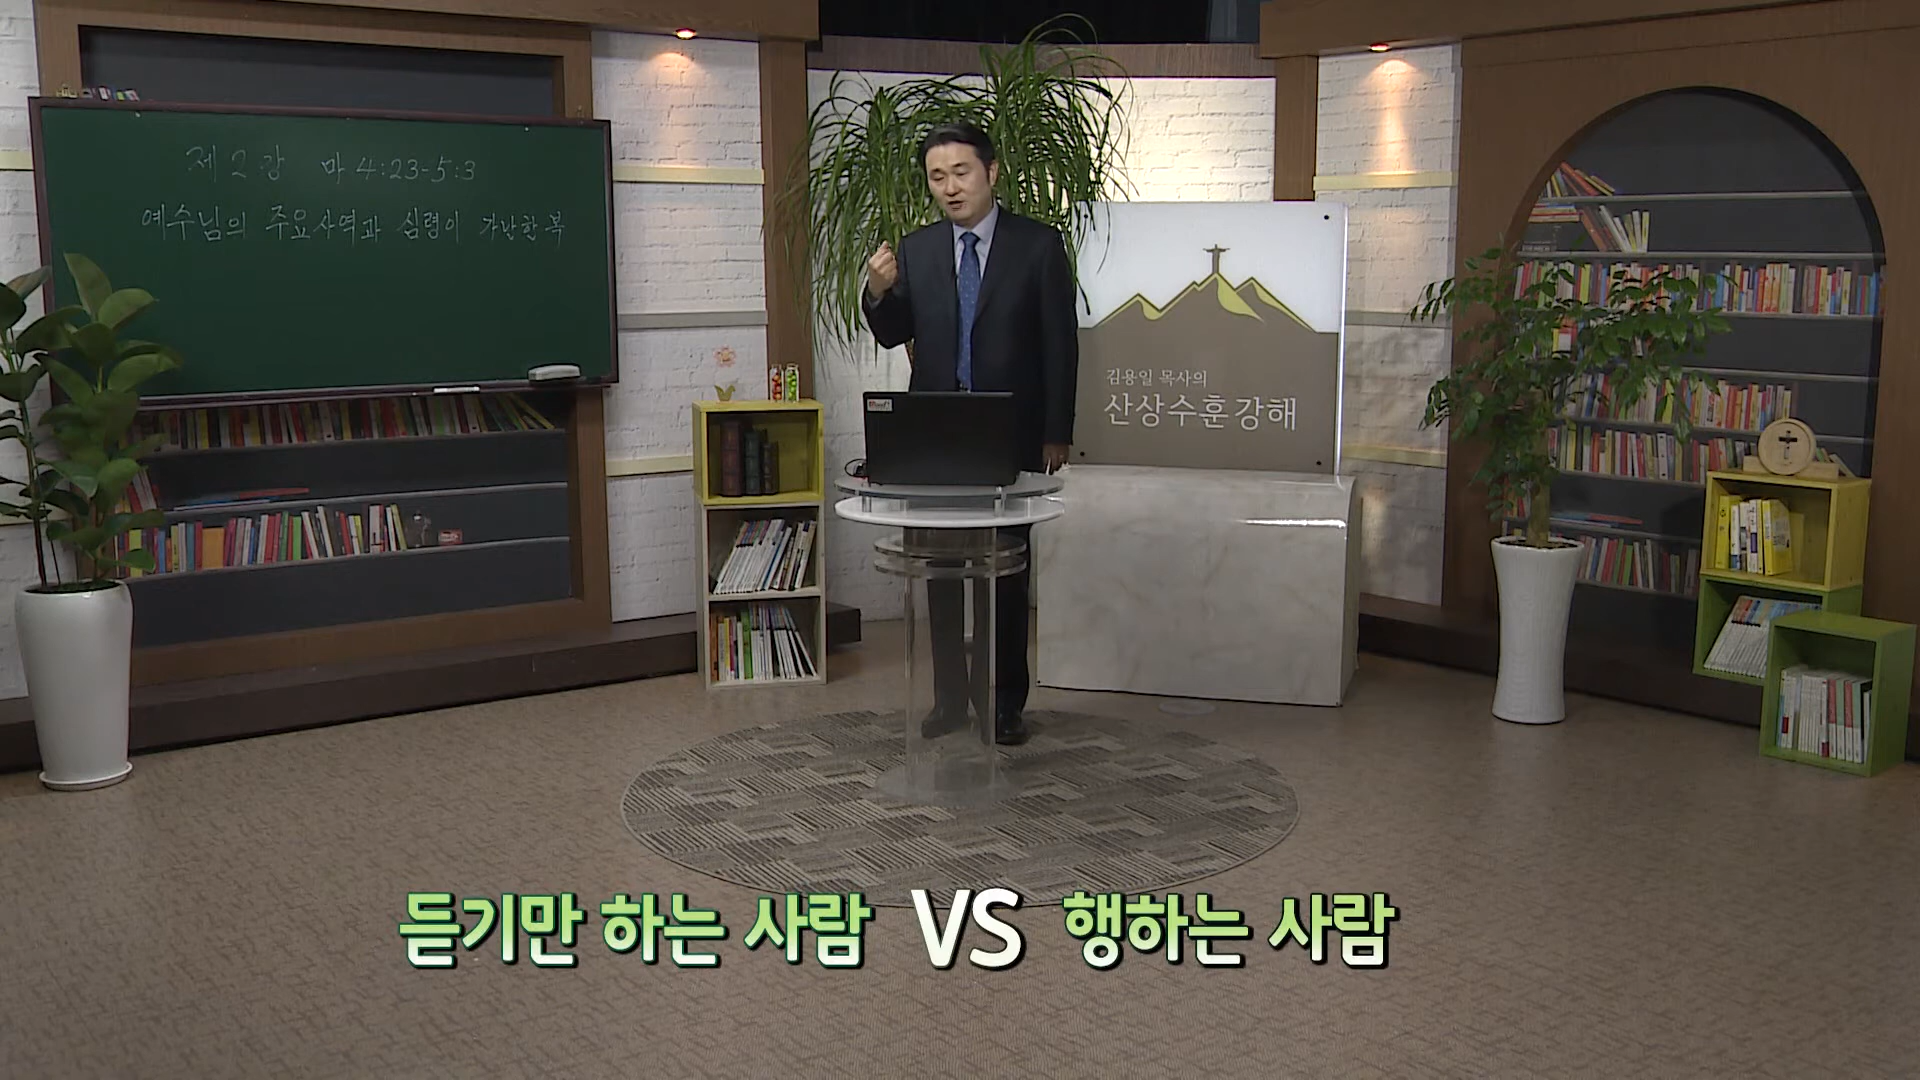 제2강 마 4:23-5:3
예수님의 주요사역과 심령이 가난한 복
김용일 목사의
산상수훈강해
듣기만 하는 사람 VS 행하는 사람